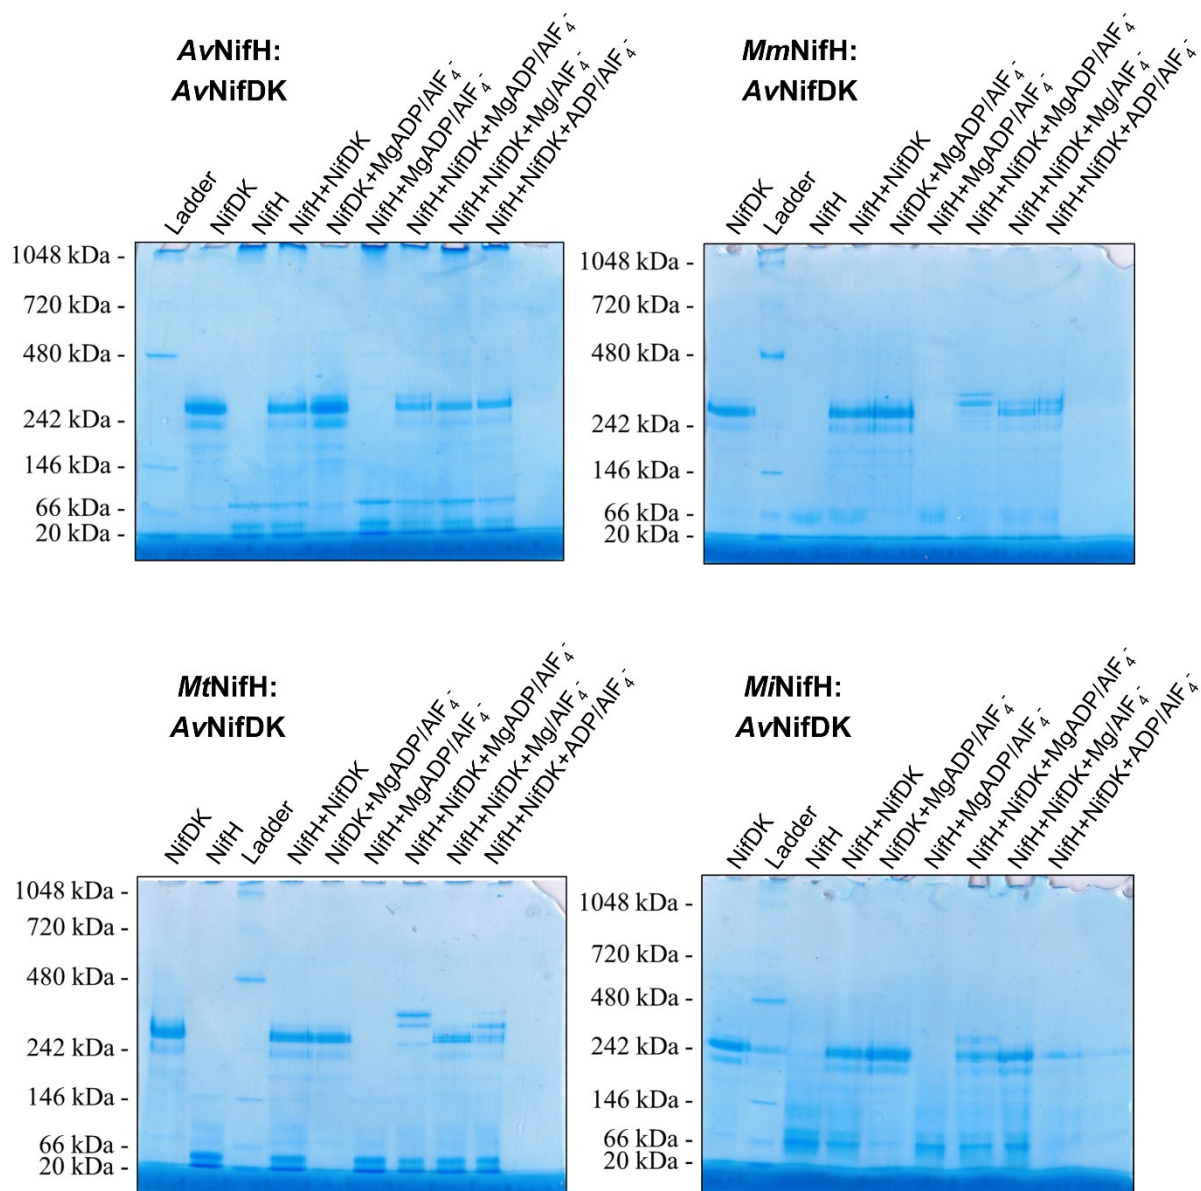 AvNifH:
AvNifDK
Ladder
NifDK
NifH
NifH+NifDK
NifDK+MgADP/AlF4-
NifH+MgADP/AlF4-
NifH+NifDK+MgADP/AlF4-
NifH+NifDK+Mg/AlF4-
NifH+NifDK+ADP/AlF4-
1048 kDa -
720 kDa -
480 kDa -
242 kDa -
146 kDa -
66 kDa -
20 kDa -
MmNifH:
AvNifDK
NifDK
Ladder
NifH
NifH+NifDK
NifDK+MgADP/AlF4-
NifH+MgADP/AlF4-
NifH+NifDK+MgADP/AlF4-
NifH+NifDK+Mg/AlF4-
NifH+NifDK+ADP/AlF4-
1048 kDa -
720 kDa -
480 kDa -
242 kDa -
146 kDa -
66 kDa -
20 kDa -
MtNifH:
AvNifDK
NifDK
NifH
Ladder
NifH+NifDK
NifDK+MgADP/AlF4-
NifH+MgADP/AlF4-
NifH+NifDK+MgADP/AlF4-
NifH+NifDK+Mg/AlF4-
NifH+NifDK+ADP/AlF4-
1048 kDa -
720 kDa -
480 kDa -
242 kDa -
146 kDa -
66 kDa -
20 kDa -
MiNifH:
AvNifDK
NifDK
Ladder
NifH
NifH+NifDK
NifDK+MgADP/AlF4-
NifH+MgADP/AlF4-
NifH+NifDK+MgADP/AlF4-
NifH+NifDK+Mg/AlF4-
NifH+NifDK+ADP/AlF4-
1048 kDa -
720 kDa -
480 kDa -
242 kDa -
146 kDa -
66 kDa -
20 kDa -